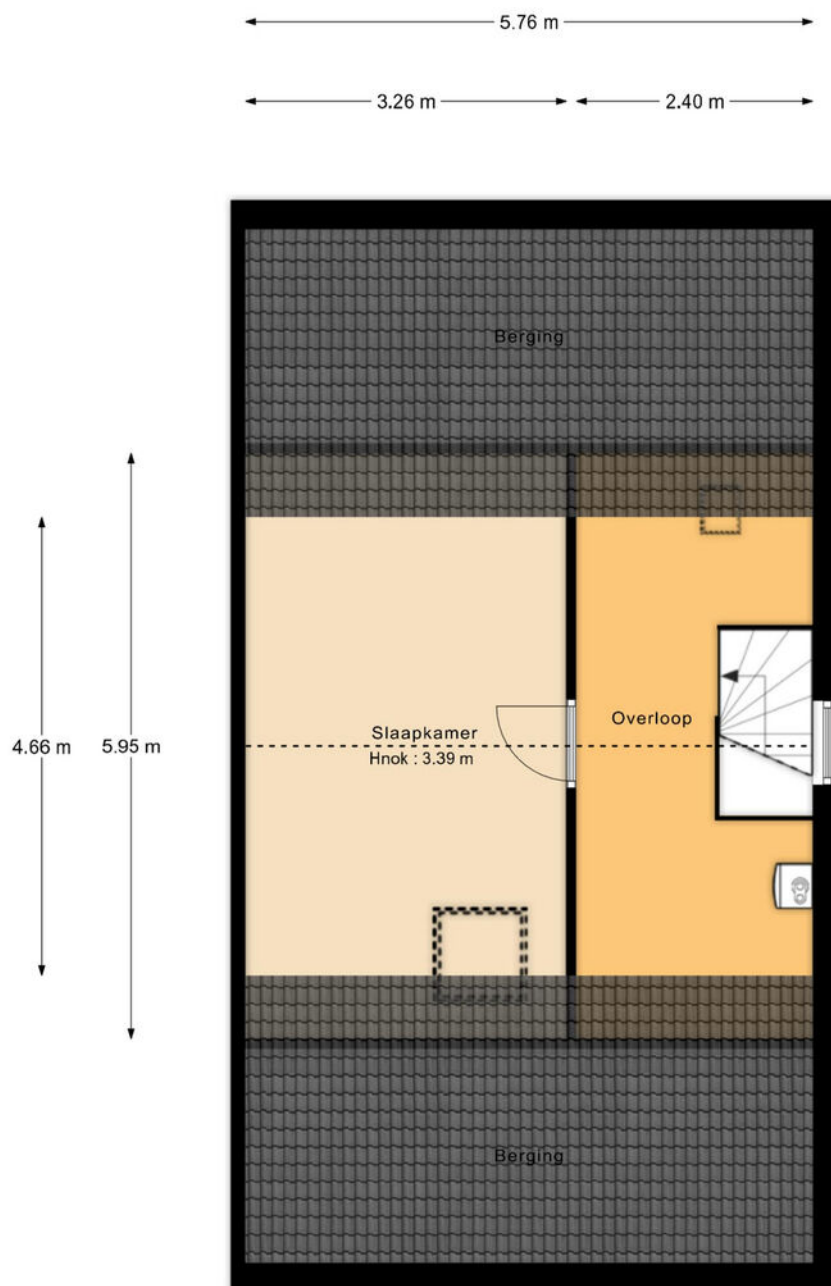 5.76 m
3.26 m
2.40 m
Berging
Overloop
Slaapkamer
Hnok : 3.39 m
4.66 m
5.95 m
Berging